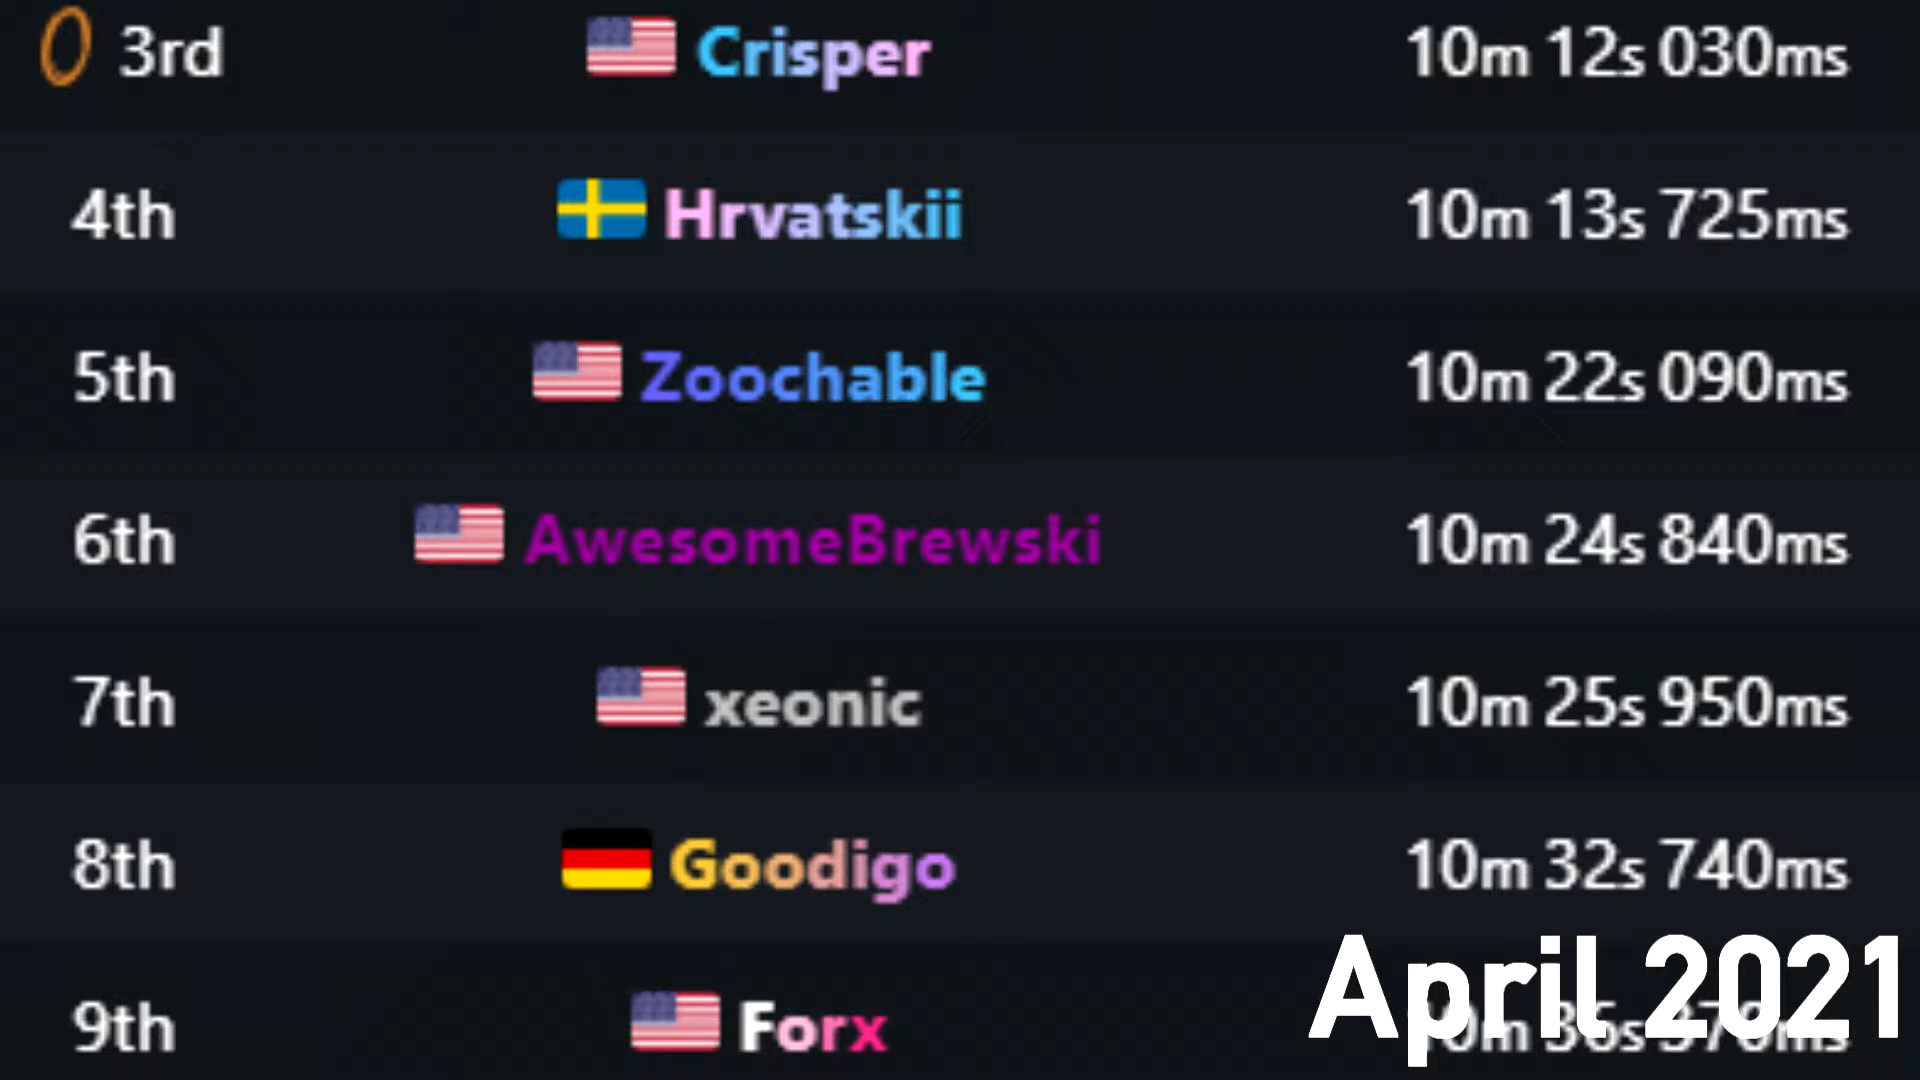 3rd Crisper 10m 12s 030ms
4th Hrvatskii 10m 13s 725ms
5th Zoochable 10m 22s 090ms
6th AwesomeBrewski 10m 24s 840ms
7th xeonic 10m 25s 950ms
8th Goodigo 10m 32s 740ms
9th Forx
April 2021